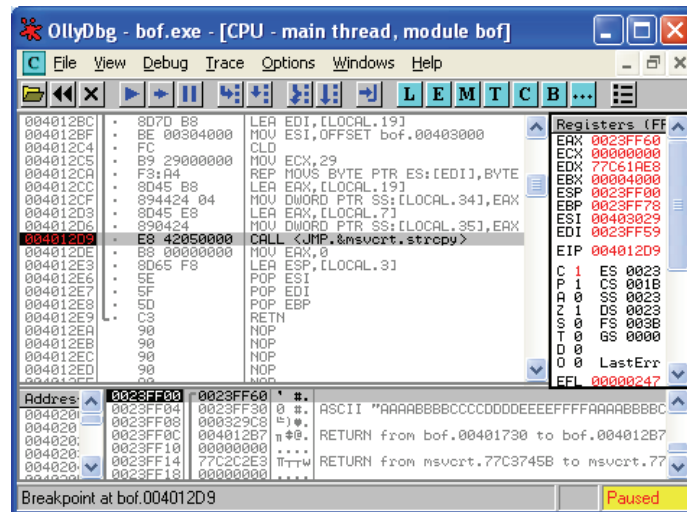 OllyDbg - bof.exe - [CPU - main thread, module bof]
C File View Debug Trace Options Windows Help
L E M T C B ...
004012BC · 8D7D B8 LEA EDI,[LOCAL.19]
004012BF · BE 00304000 MOV ESI,OFFSET bof.00403000
004012C4 · FC CLD
004012C5 · B9 29000000 MOV ECX,29
004012CA · F3:A4 REP MOVS BYTE PTR ES:[EDI],BYTE
004012CC · 8D45 B8 LEA EAX,[LOCAL.19]
004012CF · 894424 04 MOV DWORD PTR SS:[LOCAL.34],EAX
004012D3 · 8D45 E8 LEA EAX,[LOCAL.7]
004012D6 · 890424 MOV DWORD PTR SS:[LOCAL.35],EAX
004012D9 · E8 42050000 CALL <JMP.&msvcrt.strcpy>
004012DE · B8 00000000 MOV EAX,0
004012E3 · 8D65 F8 LEA ESP,[LOCAL.3]
004012E6 · 5E POP ESI
004012E7 · 5F POP EDI
004012E8 · 5D POP EBP
004012E9 · C3 RETN
004012EA 90 NOP
004012EB 90 NOP
004012EC 90 NOP
004012ED 90 NOP
Registers (FF
EAX 0023FF60
ECX 00000000
EDX 77C61AE8
EBX 00004000
ESP 0023FF00
EBP 0023FF78
ESI 00403029
EDI 0023FF59
EIP 004012D9
C 1 ES 0023
P 1 CS 001B
A 0 SS 0023
Z 1 DS 0023
S 0 FS 003B
T 0 GS 0000
D 0
O 0 LastErr
EFL 00000247
Addres
0023FF00 0023FF60 ` #.
0023FF04 0023FF30 0 #. ASCII "AAAABBBBCCCCDDDDEEEEFFFFAAAABBBBC
0023FF08 000329C8
0023FF0C 004012B7 RETURN from bof.00401730 to bof.004012B7
0023FF10 00000000 ....
0023FF14 77C2C2E3 RETURN from msvcrt.77C3745B to msvcrt.77
0023FF18 00000000 ....
Breakpoint at bof.004012D9
Paused